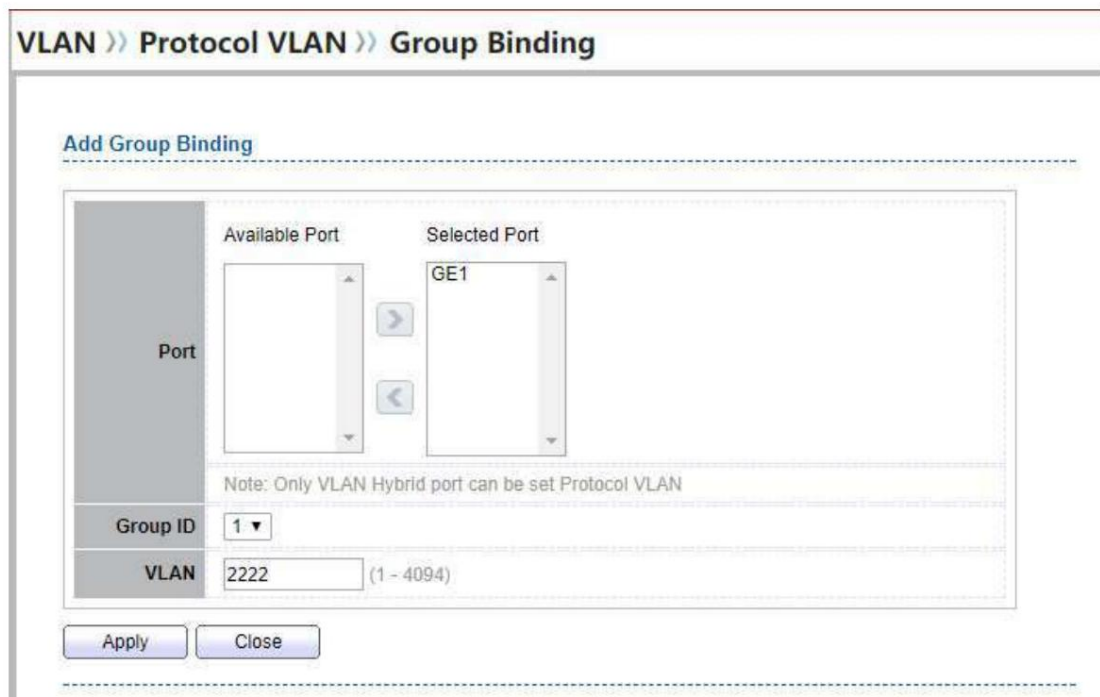 VLAN 》 Protocol VLAN 》 Group Binding
Add Group Binding
Available Port Selected Port
GE1
Port
Note: Only VLAN Hybrid port can be set Protocol VLAN
Group ID 1
VLAN 2222 (1 - 4094)
Apply Close